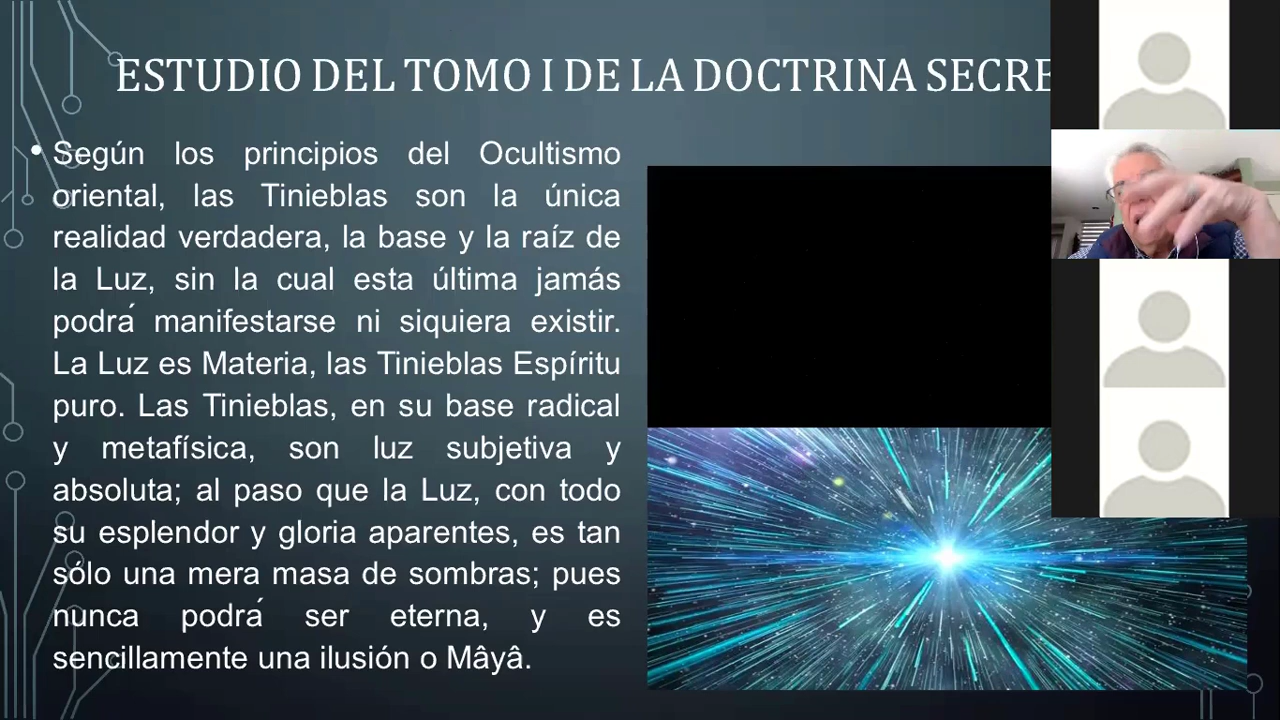 ESTUDIO DEL TOMO I DE LA DOCTRINA SECRE
• Según los principios del Ocultismo
oriental, las Tinieblas son la única
realidad verdadera, la base y la raíz de
la Luz, sin la cual esta última jamás
podrá manifestarse ni siquiera existir.
La Luz es Materia, las Tinieblas Espíritu
puro. Las Tinieblas, en su base radical
y metafísica, son luz subjetiva y
absoluta; al paso que la Luz, con todo
su esplendor y gloria aparentes, es tan
sólo una mera masa de sombras; pues
nunca podrá ser eterna, y es
sencillamente una ilusión o Mâyâ.